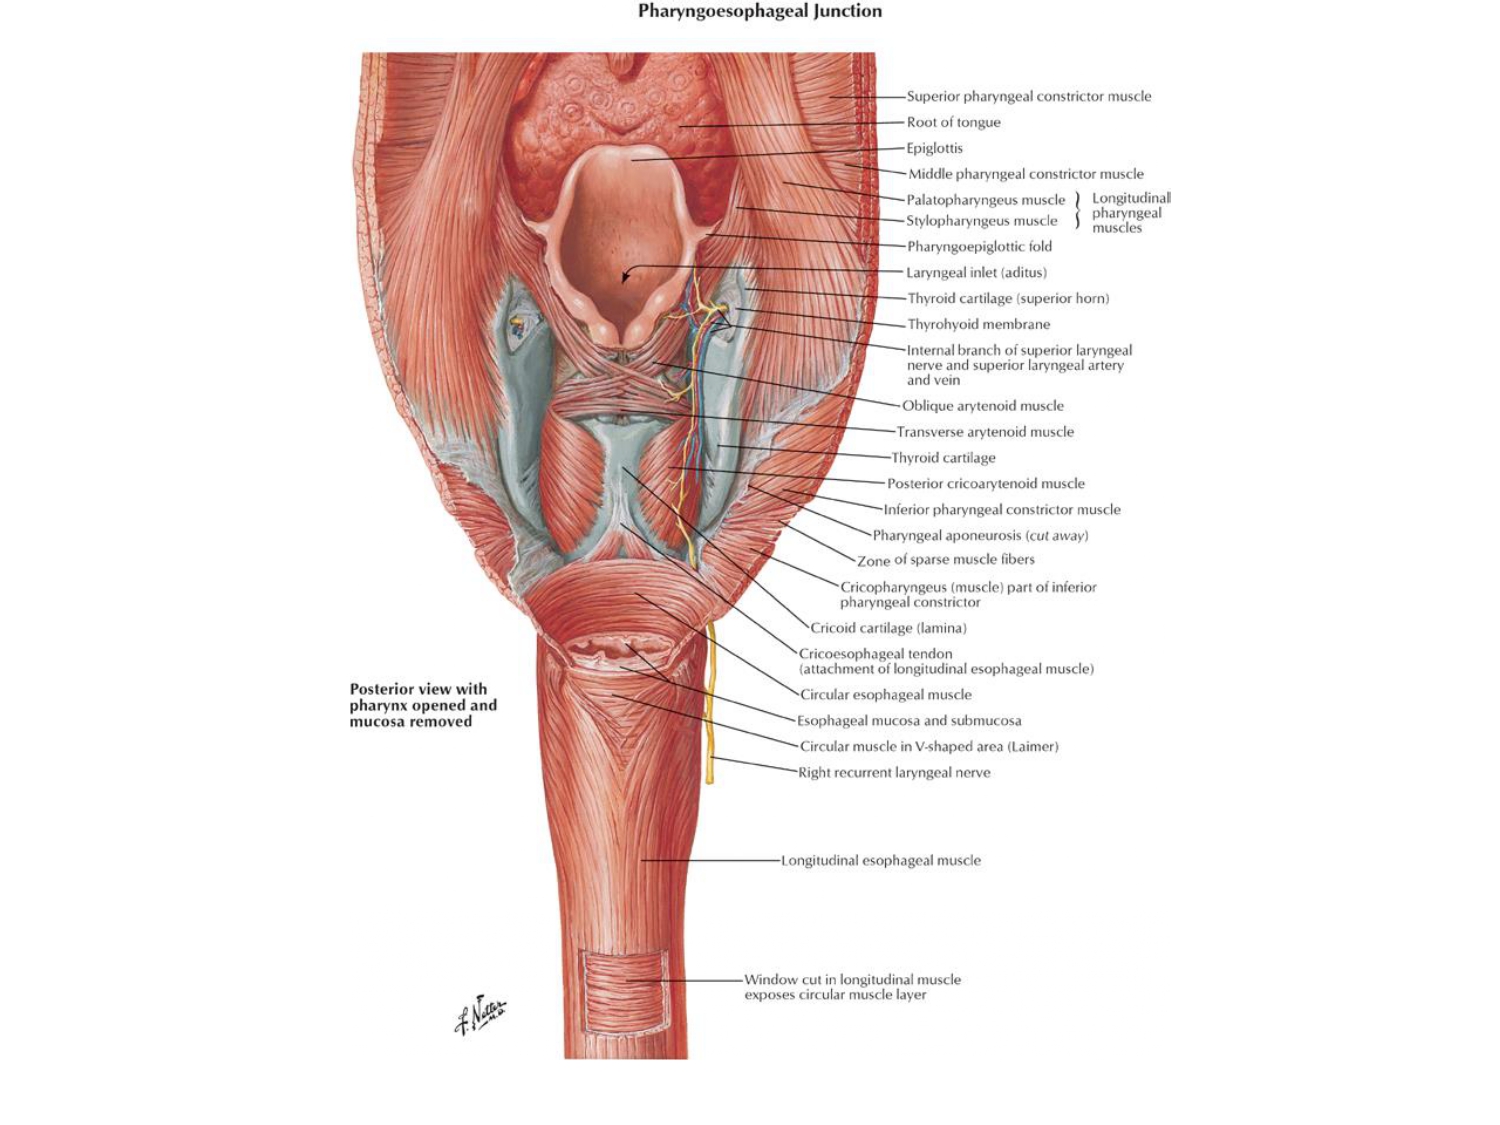 Pharyngoesophageal Junction
Superior pharyngeal constrictor muscle
Root of tongue
Epiglottis
Middle pharyngeal constrictor muscle
Palatopharyngeus muscle
Stylopharyngeus muscle
Longitudinal
pharyngeal
muscles
Pharyngoepiglottic fold
Laryngeal inlet (aditus)
Thyroid cartilage (superior horn)
Thyrohyoid membrane
Internal branch of superior laryngeal
nerve and superior laryngeal artery
and vein
Oblique arytenoid muscle
Transverse arytenoid muscle
Thyroid cartilage
Posterior cricoarytenoid muscle
Inferior pharyngeal constrictor muscle
Pharyngeal aponeurosis (cut away)
Zone of sparse muscle fibers
Cricopharyngeus (muscle) part of inferior
pharyngeal constrictor
Cricoid cartilage (lamina)
Cricoesophageal tendon
(attachment of longitudinal esophageal muscle)
Circular esophageal muscle
Esophageal mucosa and submucosa
Circular muscle in V-shaped area (Laimer)
Right recurrent laryngeal nerve
Posterior view with
pharynx opened and
mucosa removed
Longitudinal esophageal muscle
Window cut in longitudinal muscle
exposes circular muscle layer
F. Netter
M.D.